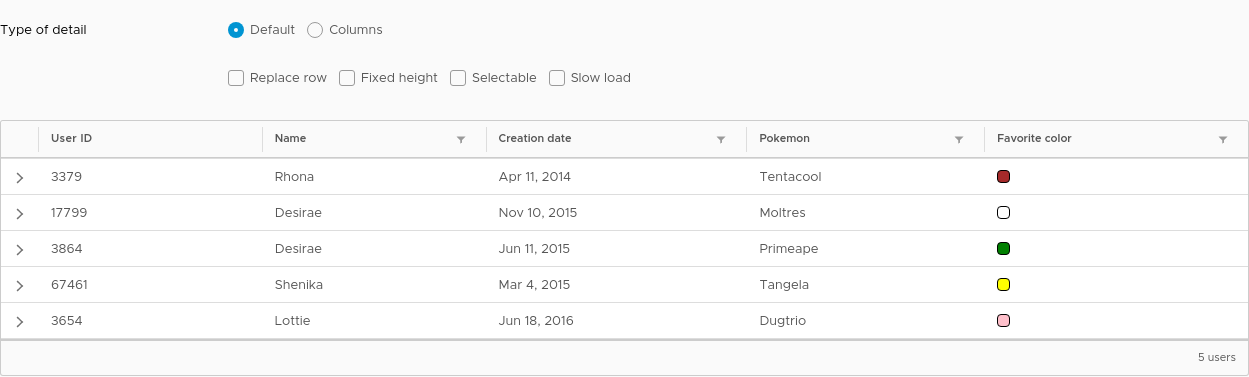 Type of detail Default Columns
Replace row Fixed height Selectable Slow load
User ID Name Creation date Pokemon Favorite color
3379 Rhona Apr 11, 2014 Tentacool
17799 Desirae Nov 10, 2015 Moltres
3864 Desirae Jun 11, 2015 Primeape
67461 Shenika Mar 4, 2015 Tangela
3654 Lottie Jun 18, 2016 Dugtrio
5 users